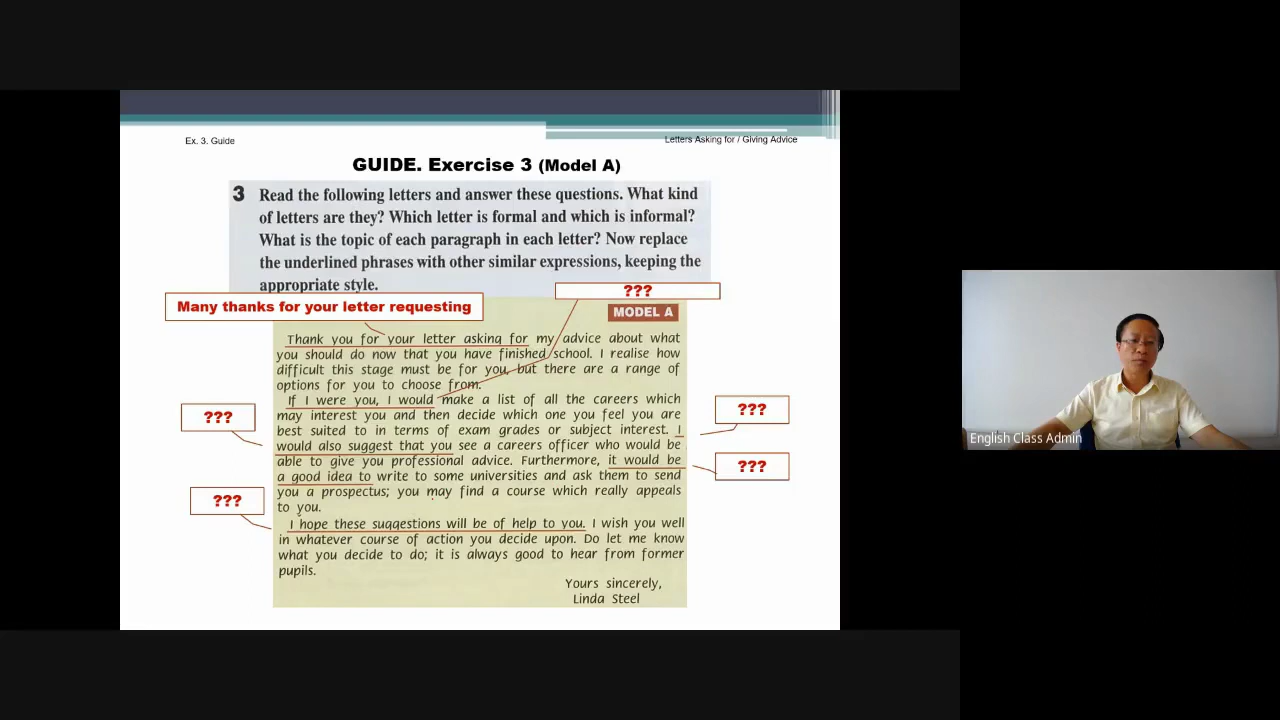 Ex. 3. Guide
Letters Asking for / Giving Advice
GUIDE. Exercise 3 (Model A)
3 Read the following letters and answer these questions. What kind
of letters are they? Which letter is formal and which is informal?
What is the topic of each paragraph in each letter? Now replace
the underlined phrases with other similar expressions, keeping the
appropriate style.
Many thanks for your letter requesting
???
MODEL A
Thank you for your letter asking for my advice about what
you should do now that you have finished school. I realise how
difficult this stage must be for you, but there are a range of
options for you to choose from.
If I were you, I would make a list of all the careers which
may interest you and then decide which one you feel you are
best suited to in terms of exam grades or subject interest. I
would also suggest that you see a careers officer who would be
able to give you professional advice. Furthermore, it would be
a good idea to write to some universities and ask them to send
you a prospectus; you may find a course which really appeals
to you.
I hope these suggestions will be of help to you. I wish you well
in whatever course of action you decide upon. Do let me know
what you decide to do; it is always good to hear from former
pupils.
Yours sincerely,
Linda Steel
???
???
???
???
English Class Admin